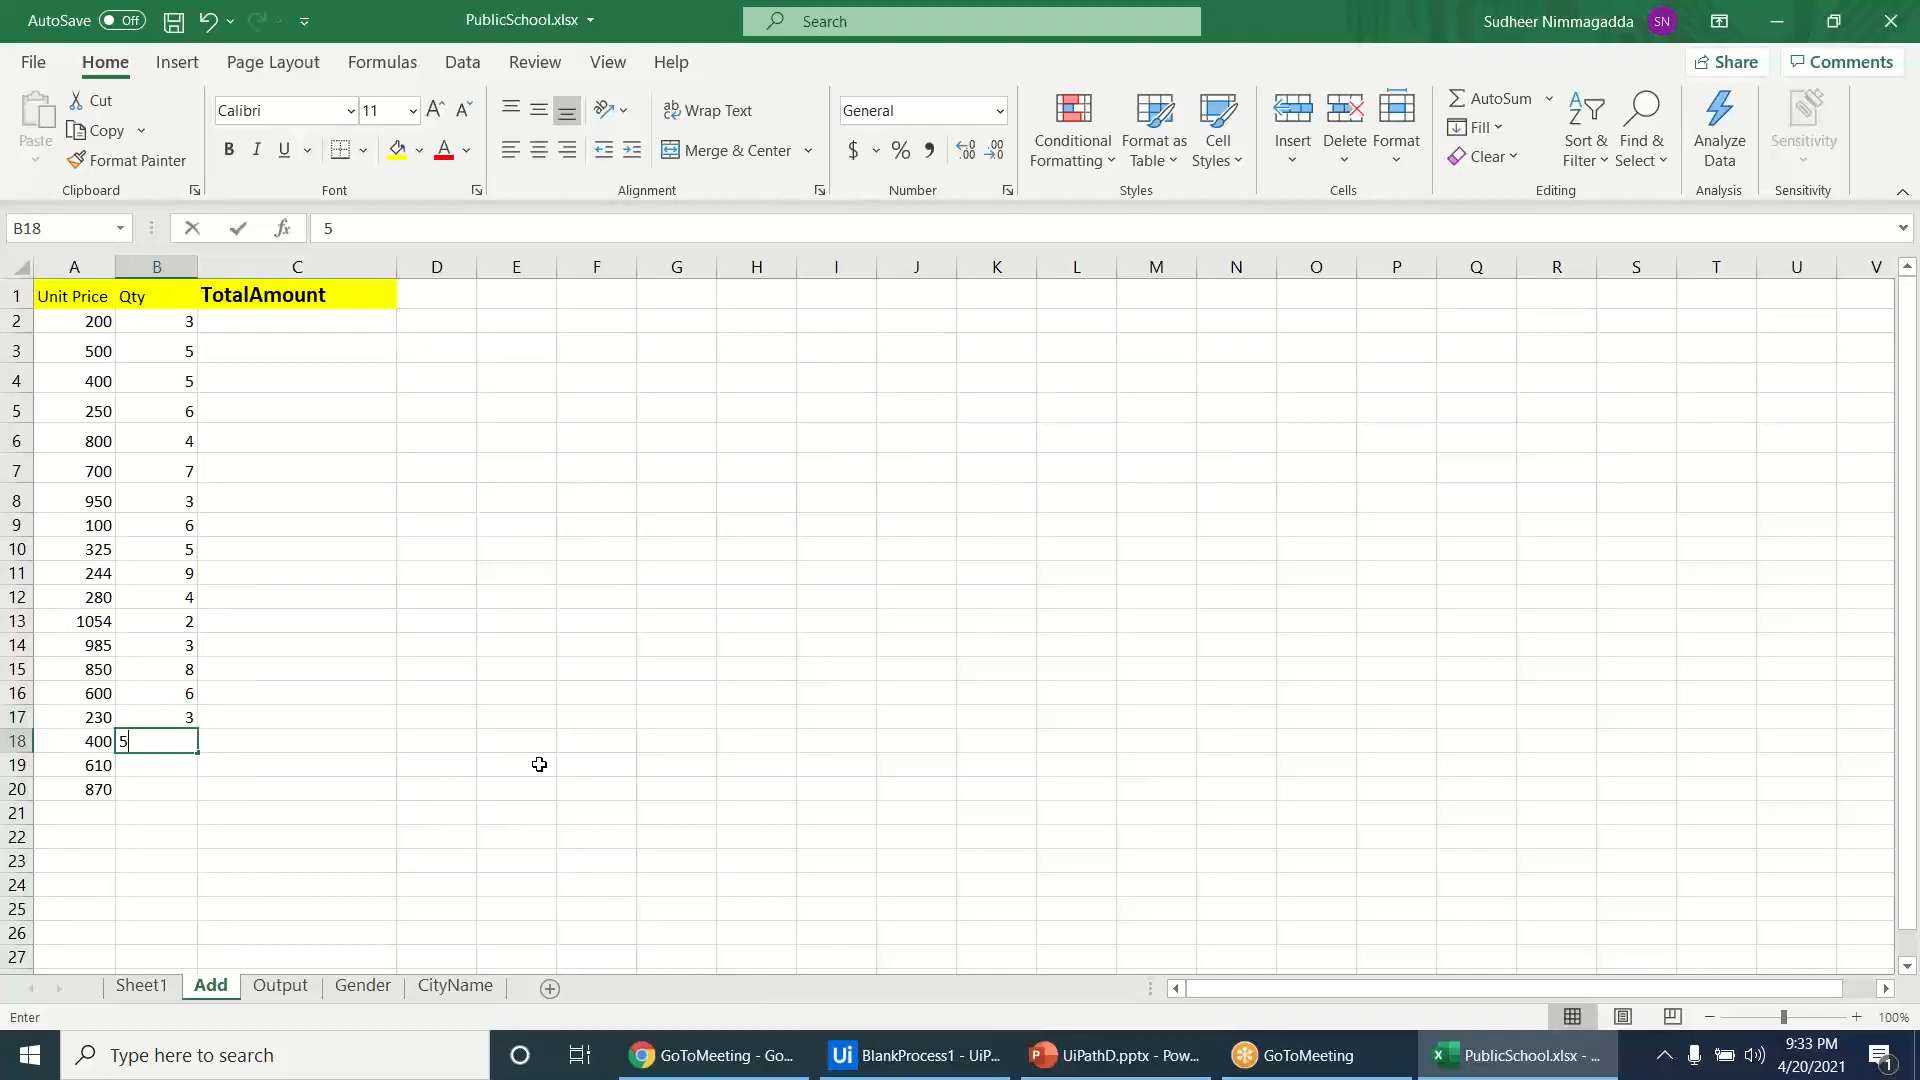 AutoSave Off PublicSchool.xlsx Search Sudheer Nimmagadda SN
File Home Insert Page Layout Formulas Data Review View Help Share Comments
Paste Cut Copy Format Painter
Clipboard
Calibri 11
B I U A
Font
Wrap Text
Merge & Center
Alignment
General
$ % 9
Number
Conditional Formatting Format as Table Cell Styles
Styles
Insert Delete Format
Cells
AutoSum
Fill
Clear
Sort & Filter Find & Select
Editing
Analyze Data
Analysis
Sensitivity
Sensitivity
B18 fx 5
A B C D E F G H I J K L M N O P Q R S T U V
1 Unit Price Qty TotalAmount
2 200 3
3 500 5
4 400 5
5 250 6
6 800 4
7 700 7
8 950 3
9 100 6
10 325 5
11 244 9
12 280 4
13 1054 2
14 985 3
15 850 8
16 600 6
17 230 3
18 400 5
19 610
20 870
21
22
23
24
25
26
27
Sheet1 Add Output Gender CityName
Enter 100%
Type here to search GoToMeeting - Go... Ui BlankProcess1 - UiP... UiPathD.pptx - Pow... GoToMeeting PublicSchool.xlsx - ... 9:33 PM
4/20/2021 1